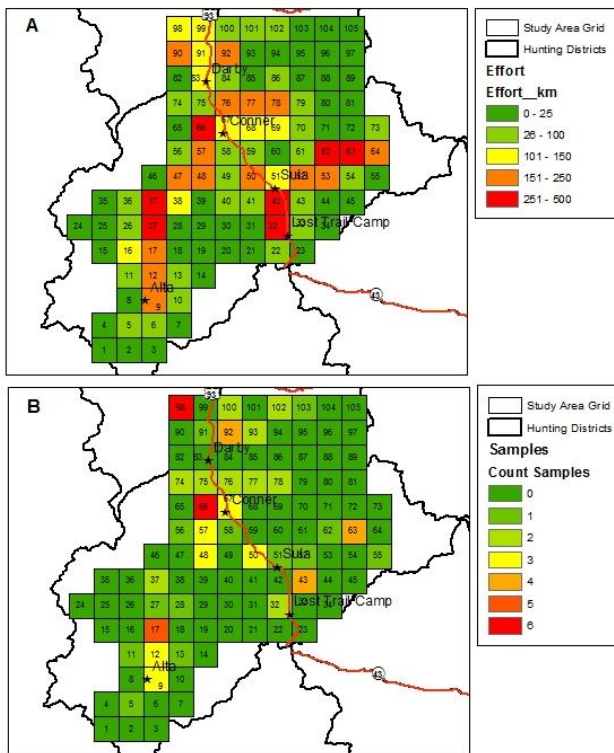 A
93
98 99 100 101 102 103 104 105
90 91 92 93 94 95 96 97
82 83 84 85 86 87 88 89
Darby
74 75 76 77 78 79 80 81
65 66 67 68 69 70 71 72 73
Conner
56 57 58 59 60 61 62 63 64
46 47 48 49 50 51 53 54 55
Sula
35 36 37 38 39 40 41 42 43 44 45
24 25 26 27 28 29 30 31 34
Lost Trail Camp
15 16 17 18 19 20 21 22 23
11 12 13 14
Alta
8 9 10
4 5 6 7
1 2 3
43
Study Area Grid
Hunting Districts
Effort
Effort__km
0 - 25
26 - 100
101 - 150
151 - 250
251 - 500
B
93
98 99 100 101 102 103 104 105
90 91 92 93 94 95 96 97
82 83 84 85 86 87 88 89
Darby
74 75 76 77 78 79 80 81
65 66 67 68 69 70 71 72 73
Conner
56 57 58 59 60 61 62 63 64
46 47 48 49 50 51 52 53 54 55
Sula
35 36 37 38 39 40 41 42 43 44 45
24 25 26 27 28 29 30 31 32 34
Lost Trail Camp
15 16 17 18 19 20 21 22 23
11 12 13 14
Alta
8 9 10
4 5 6 7
1 2 3
43
Study Area Grid
Hunting Districts
Samples
Count Samples
0
1
2
3
4
5
6